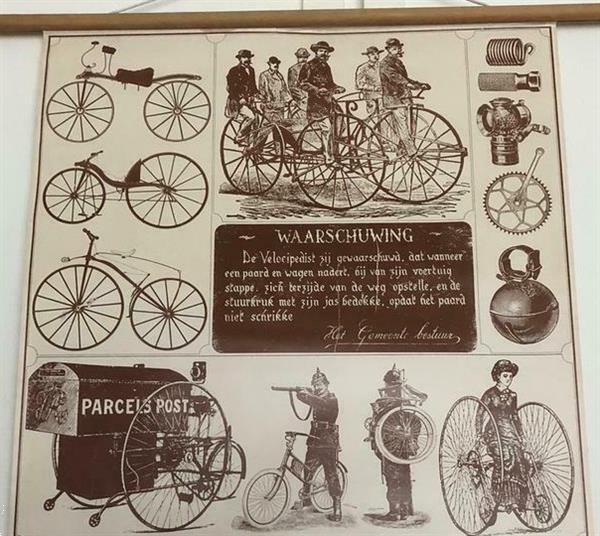 WAARSCHUWING
De Velocipedist zij gewaarschuwd, dat wanneer
een paard en wagen nadert, hij van zijn voertuig
stappe, zich terzijde van de weg opstelle, en de
stuurkruk met zijn jas bedekke, opdat het paard
niet schrikke
Het Gemeente bestuur
PARCELS POST